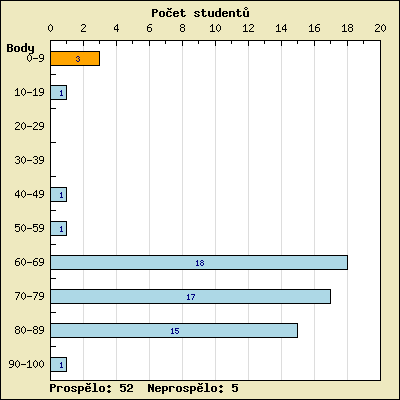 Počet studentů
0 2 4 6 8 10 12 14 16 18 20
Body
0-9 3
10-19 1
20-29
30-39
40-49 1
50-59 1
60-69 18
70-79 17
80-89 15
90-100 1
Prospělo: 52 Neprospělo: 5